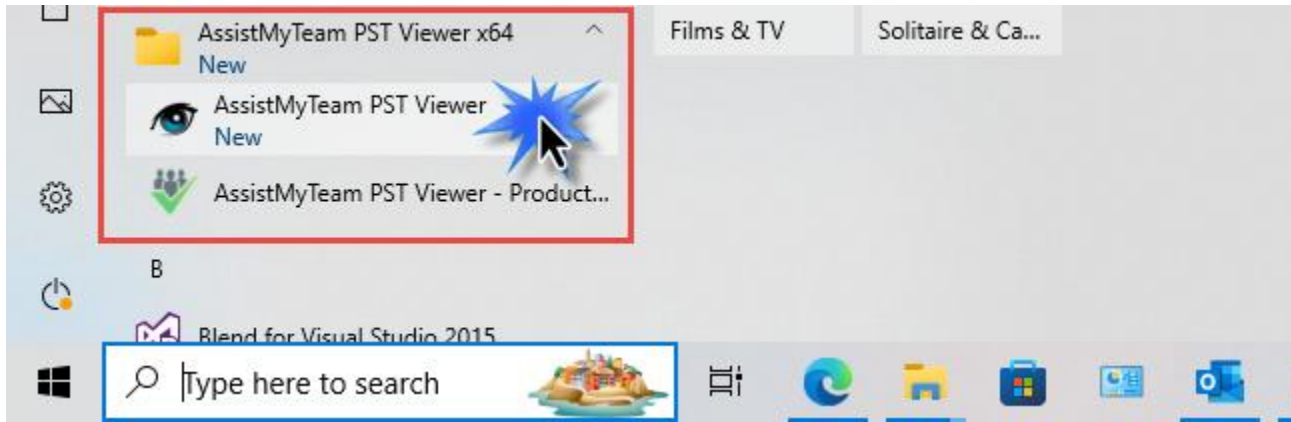 AssistMyTeam PST Viewer x64
New
Films & TV
Solitaire & Ca...
AssistMyTeam PST Viewer
New
AssistMyTeam PST Viewer - Product...
B
Blend for Visual Studio 2015
Type here to search